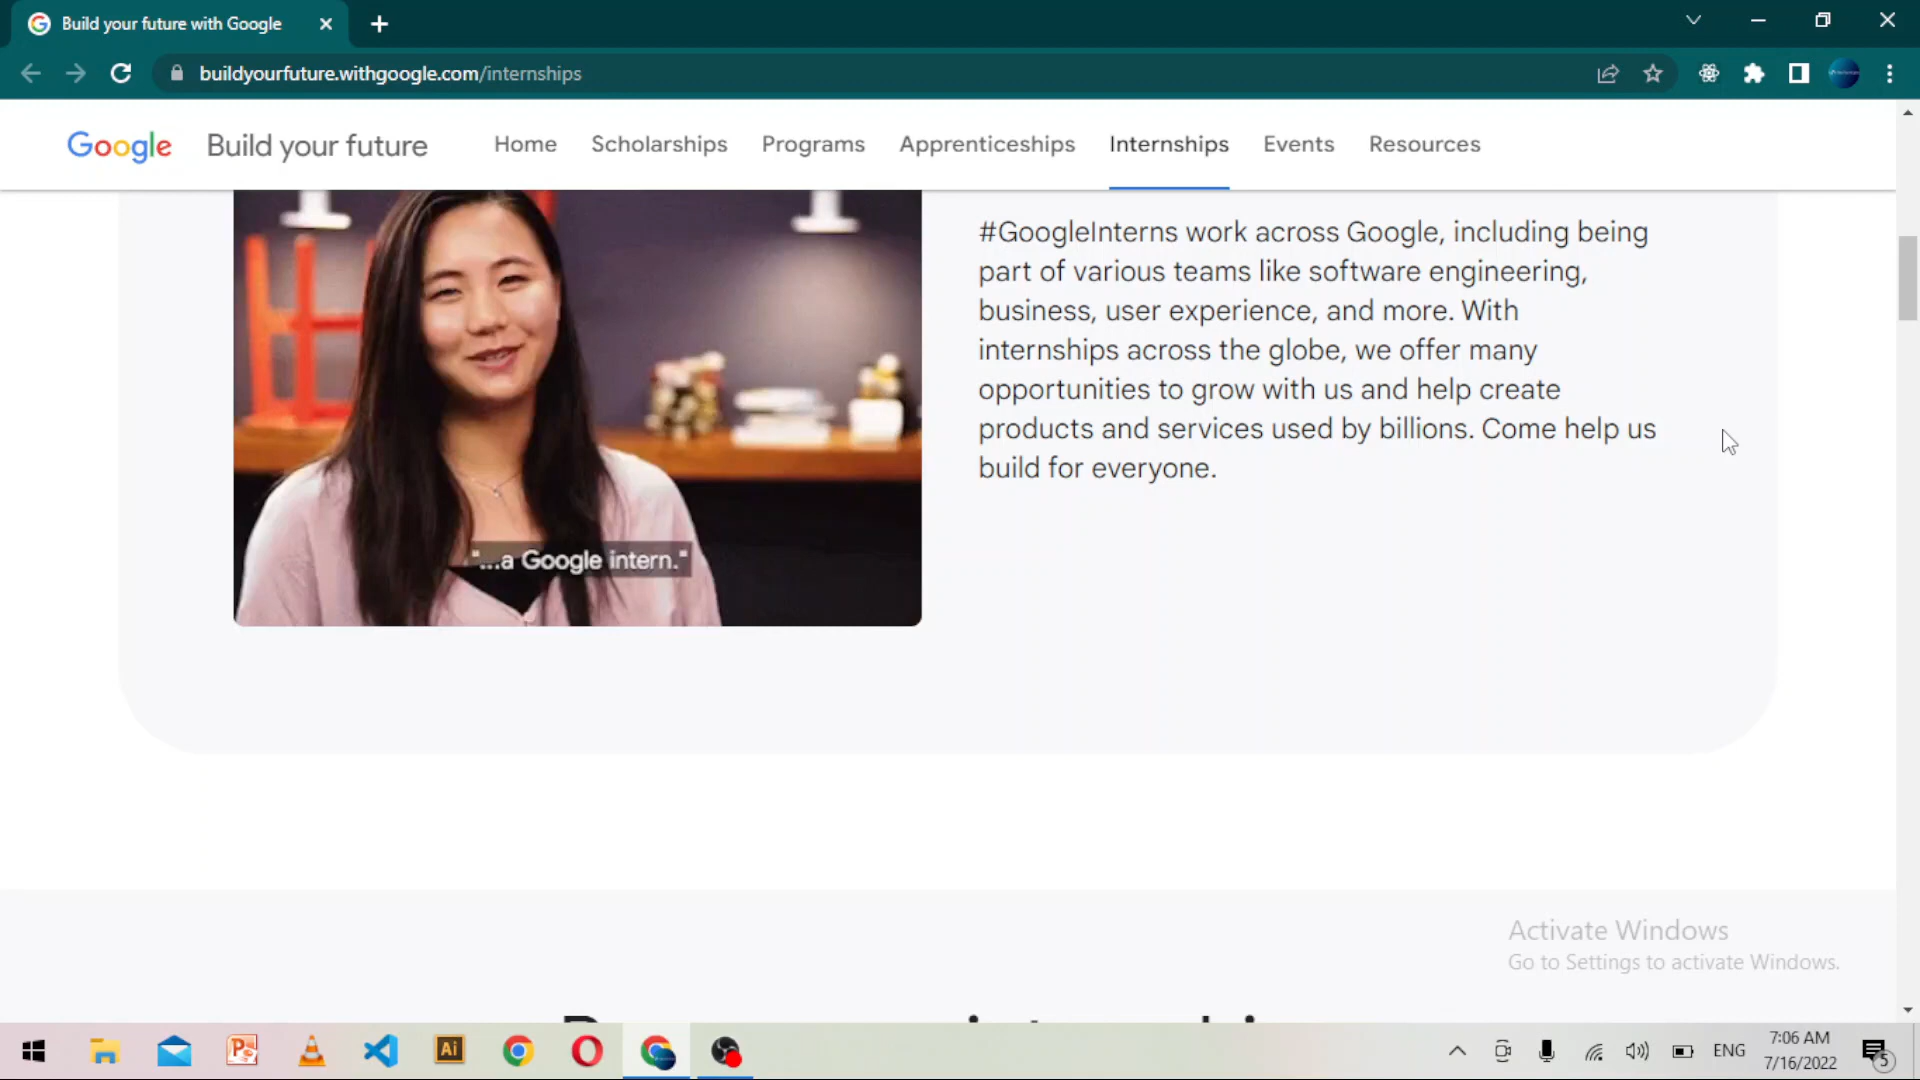 Build your future with Google
buildyourfuture.withgoogle.com/internships
Google Build your future Home Scholarships Programs Apprenticeships Internships Events Resources
#GoogleInterns work across Google, including being
part of various teams like software engineering,
business, user experience, and more. With
internships across the globe, we offer many
opportunities to grow with us and help create
products and services used by billions. Come help us
build for everyone.
"...a Google intern."
Activate Windows
Go to Settings to activate Windows.
Ai
ENG
7:06 AM
7/16/2022
5